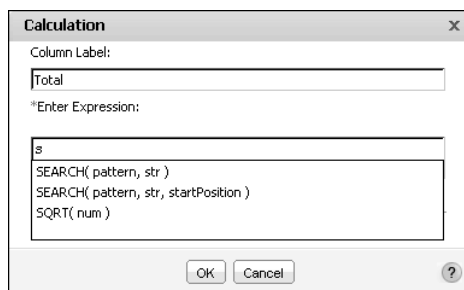 Calculation x
Column Label:
Total
*Enter Expression:
s
SEARCH( pattern, str )
SEARCH( pattern, str, startPosition )
SQRT( num )
OK Cancel ?